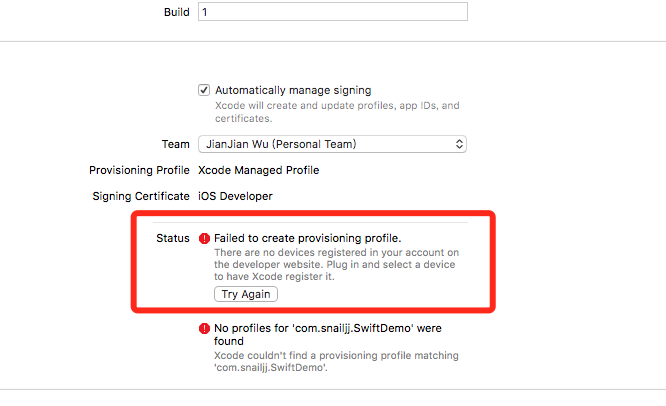 Build 1
Automatically manage signing
Xcode will create and update profiles, app IDs, and
certificates.
Team JianJian Wu (Personal Team)
Provisioning Profile Xcode Managed Profile
Signing Certificate iOS Developer
Status Failed to create provisioning profile.
There are no devices registered in your account on
the developer website. Plug in and select a device
to have Xcode register it.
Try Again
No profiles for 'com.snailjj.SwiftDemo' were
found
Xcode couldn't find a provisioning profile matching
'com.snailjj.SwiftDemo'.